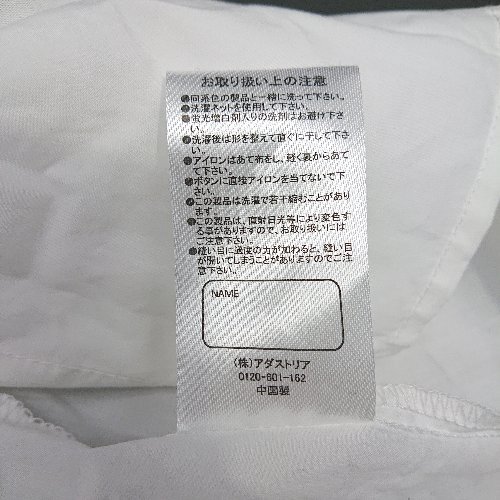 お取り扱い上の注意
●同系色の製品と一緒に洗って下さい。
●洗濯ネットを使用して下さい。
●蛍光増白剤入りの洗剤はお避け下さい。
●洗濯後は形を整えて直ぐに干して下さい。
●アイロンはあて布をし、軽く裏からあてて下さい。
●ボタンに直接アイロンを当てないで下さい。
●この製品は洗濯で若干縮むことがあります。
●この製品は、直射日光等により変色する事がありますので、お取り扱いにはご注意下さい。
●縫い目に過度の力が加わると、縫い目が開いてしまうことがありますのでご注意下さい。
NAME
(株)アダストリア
0120-601-162
中国製